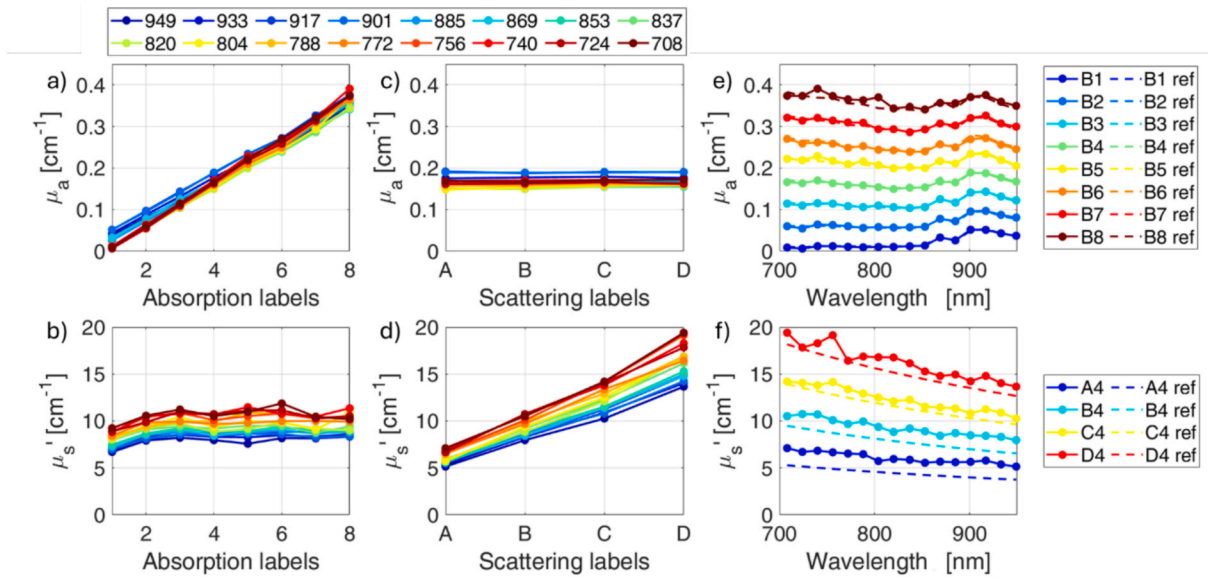 949 933 917 901 885 869 853 837
820 804 788 772 756 740 724 708
a)
0.4
0.3
0.2
0.1
0
μa [cm-1]
2 4 6 8
Absorption labels
c)
0.4
0.3
0.2
0.1
0
μa [cm-1]
A B C D
Scattering labels
e)
0.4
0.3
0.2
0.1
0
μa [cm-1]
700 800 900
Wavelength [nm]
B1 B1 ref
B2 B2 ref
B3 B3 ref
B4 B4 ref
B5 B5 ref
B6 B6 ref
B7 B7 ref
B8 B8 ref
b)
20
15
10
5
0
μs' [cm-1]
2 4 6 8
Absorption labels
d)
20
15
10
5
0
μs' [cm-1]
A B C D
Scattering labels
f)
20
15
10
5
0
μs' [cm-1]
700 800 900
Wavelength [nm]
A4 A4 ref
B4 B4 ref
C4 C4 ref
D4 D4 ref